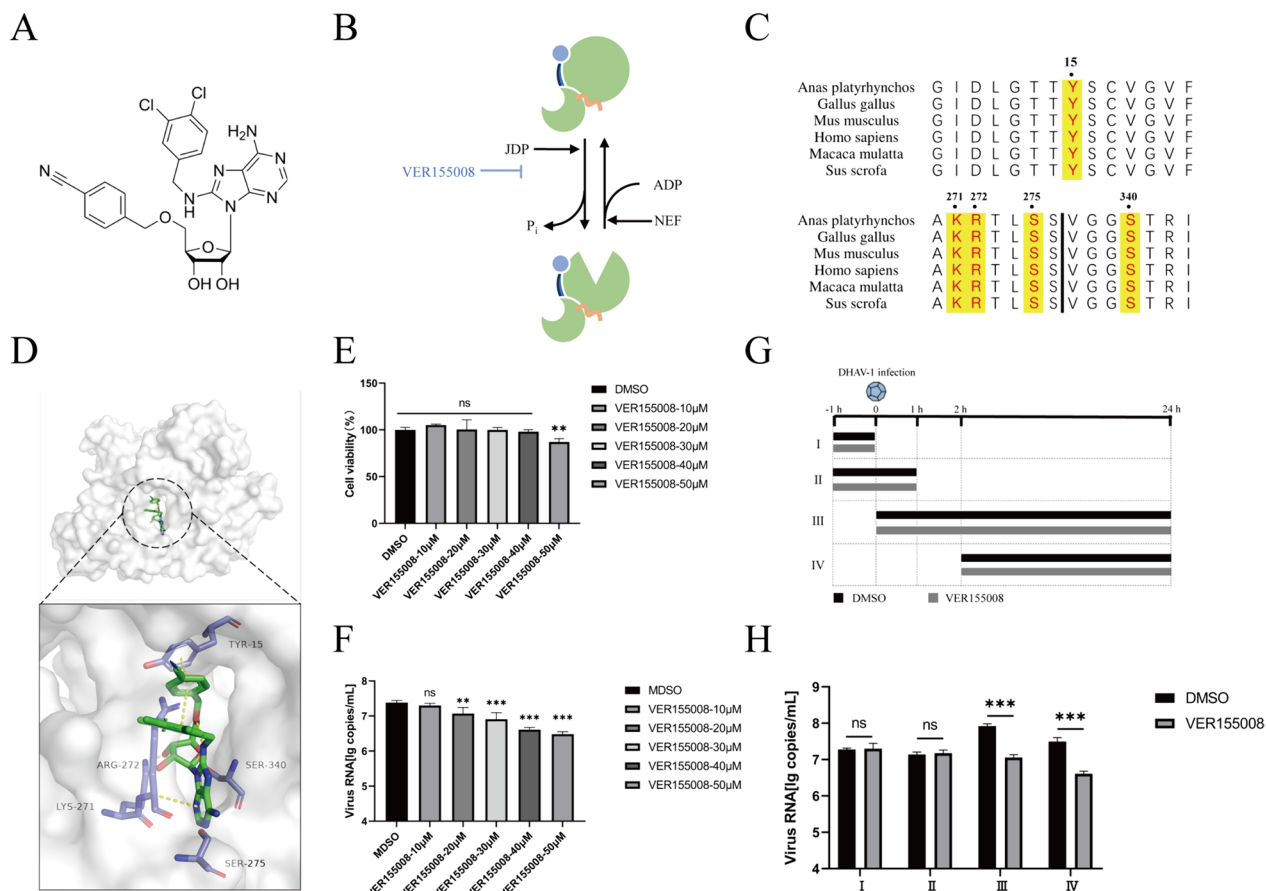 A
Cl
Cl
H₂N
N
N
N
N
N
NH
O
O
OH OH
B
JDP
VER155008
ADP
Pi
NEF
C
15
Anas platyrhynchos G I D L G T T Y S C V G V F
Gallus gallus G I D L G T T Y S C V G V F
Mus musculus G I D L G T T Y S C V G V F
Homo sapiens G I D L G T T Y S C V G V F
Macaca mulatta G I D L G T T Y S C V G V F
Sus scrofa G I D L G T T Y S C V G V F
271 272 275 340
Anas platyrhynchos A K R T L S S V G G S T R I
Gallus gallus A K R T L S S V G G S T R I
Mus musculus A K R T L S S V G G S T R I
Homo sapiens A K R T L S S V G G S T R I
Macaca mulatta A K R T L S S V G G S T R I
Sus scrofa A K R T L S S V G G S T R I
D
TYR-15
ARG-272
SER-340
LYS-271
SER-275
E
Cell viability(%)
150
100
50
0
ns
**
DMSO
VER155008-10μM
VER155008-20μM
VER155008-30μM
VER155008-40μM
VER155008-50μM
DMSO
VER155008-10μM
VER155008-20μM
VER155008-30μM
VER155008-40μM
VER155008-50μM
F
Virus RNA[lg copies/mL]
8
7
6
5
4
ns
**
***
***
***
MDSO
VER155008-10μM
VER155008-20μM
VER155008-30μM
VER155008-40μM
VER155008-50μM
MDSO
VER155008-10μM
VER155008-20μM
VER155008-30μM
VER155008-40μM
VER155008-50μM
G
DHAV-1 infection
-1 h 0 1 h 2 h 24 h
I
II
III
IV
DMSO VER155008
H
Virus RNA[lg copies/mL]
9
8
7
6
5
4
ns
ns
***
***
I II III IV
DMSO
VER155008